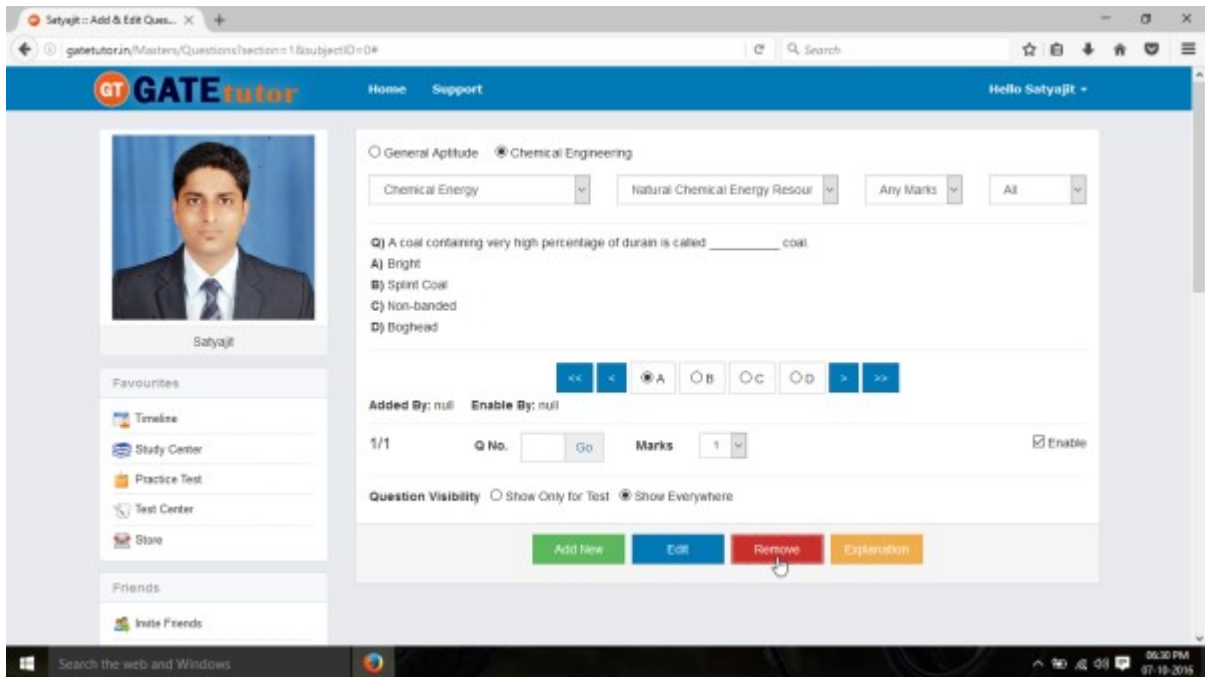 Satyajit :: Add & Edit Ques...
gatetutor.in/Masters/Questions?section=1&subjectID=0# Search
GT GATEtutor Home Support Hello Satyajit
General Aptitude Chemical Engineering
Chemical Energy Natural Chemical Energy Resour Any Marks All
Q) A coal containing very high percentage of durain is called __________ coal.
A) Bright
B) Splint Coal
C) Non-banded
D) Boghead
Satyajit
<< < A B C D > >>
Added By: null Enable By: null
1/1 Q No. Go Marks 1 Enable
Question Visibility Show Only for Test Show Everywhere
Add New Edit Remove Explanation
Favourites
Timeline
Study Center
Practice Test
Test Center
Store
Friends
Invite Friends
Search the web and Windows
06:30 PM
07-10-2016